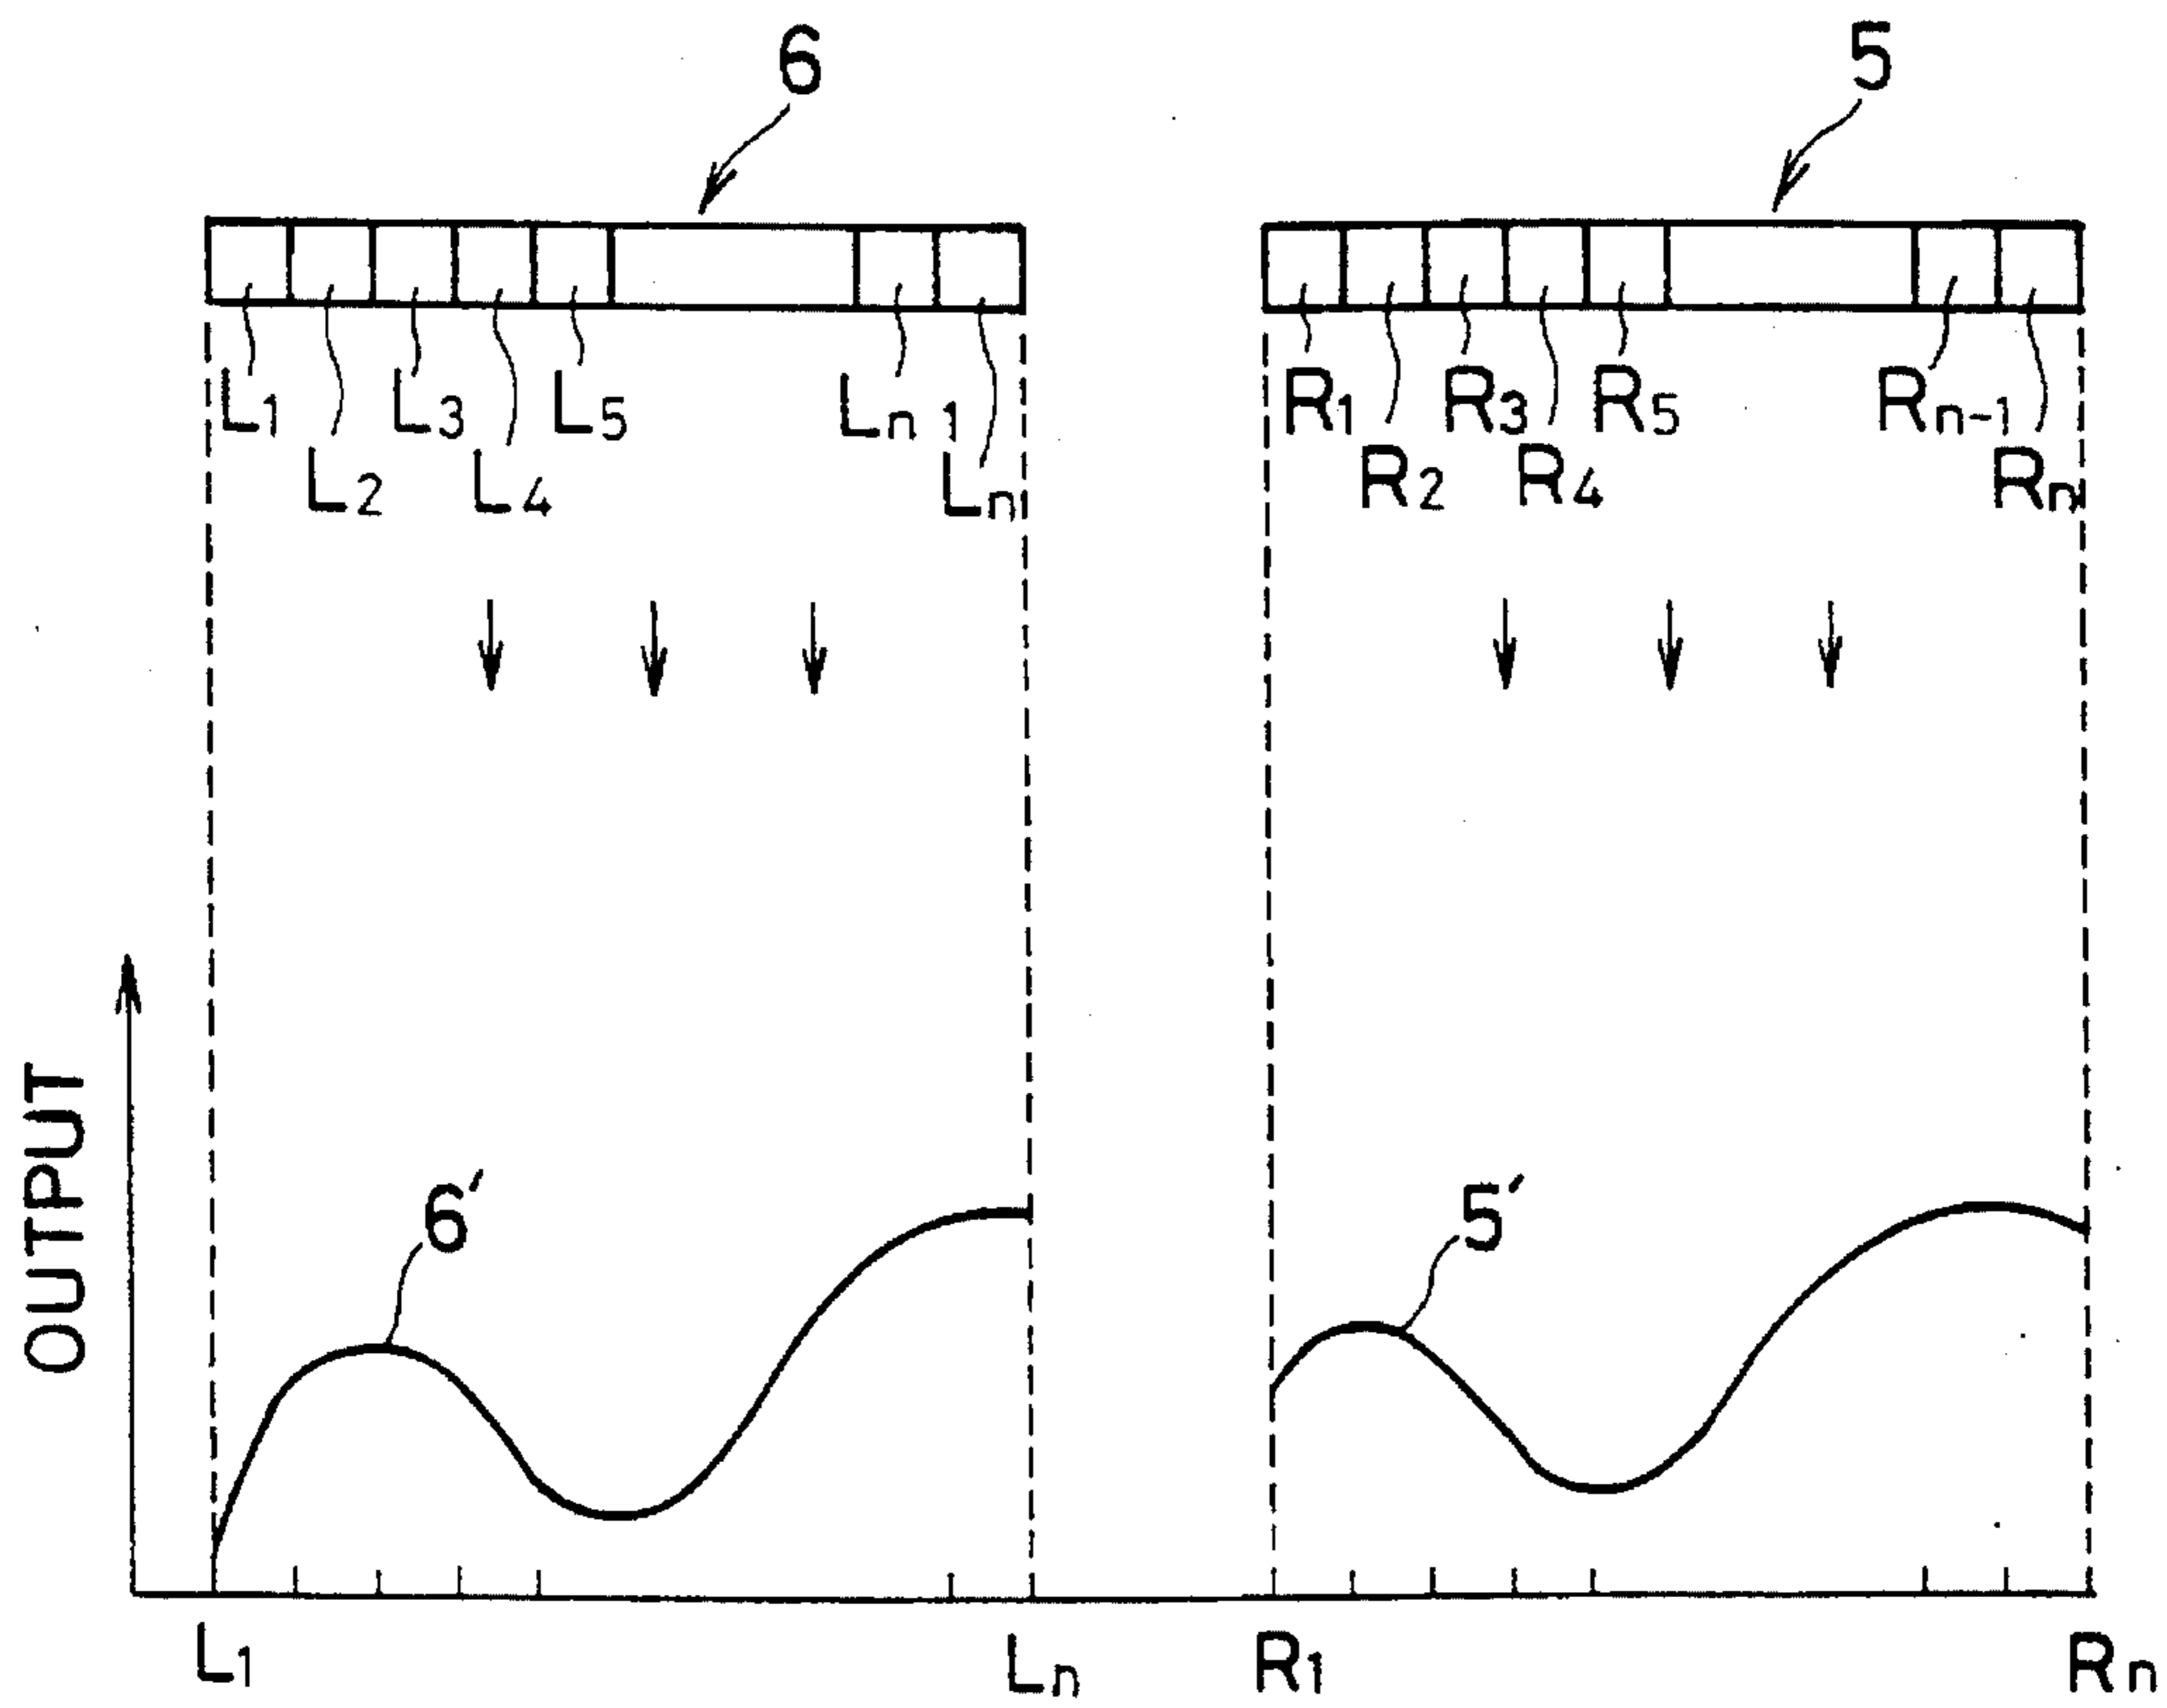 6 5
L1 L3 L5 Ln 1 R1 R3 R5 Rn-1
L2 L4 Ln R2 R4 Rn
OUTPUT
6′ 5′
L1 Ln R1 Rn